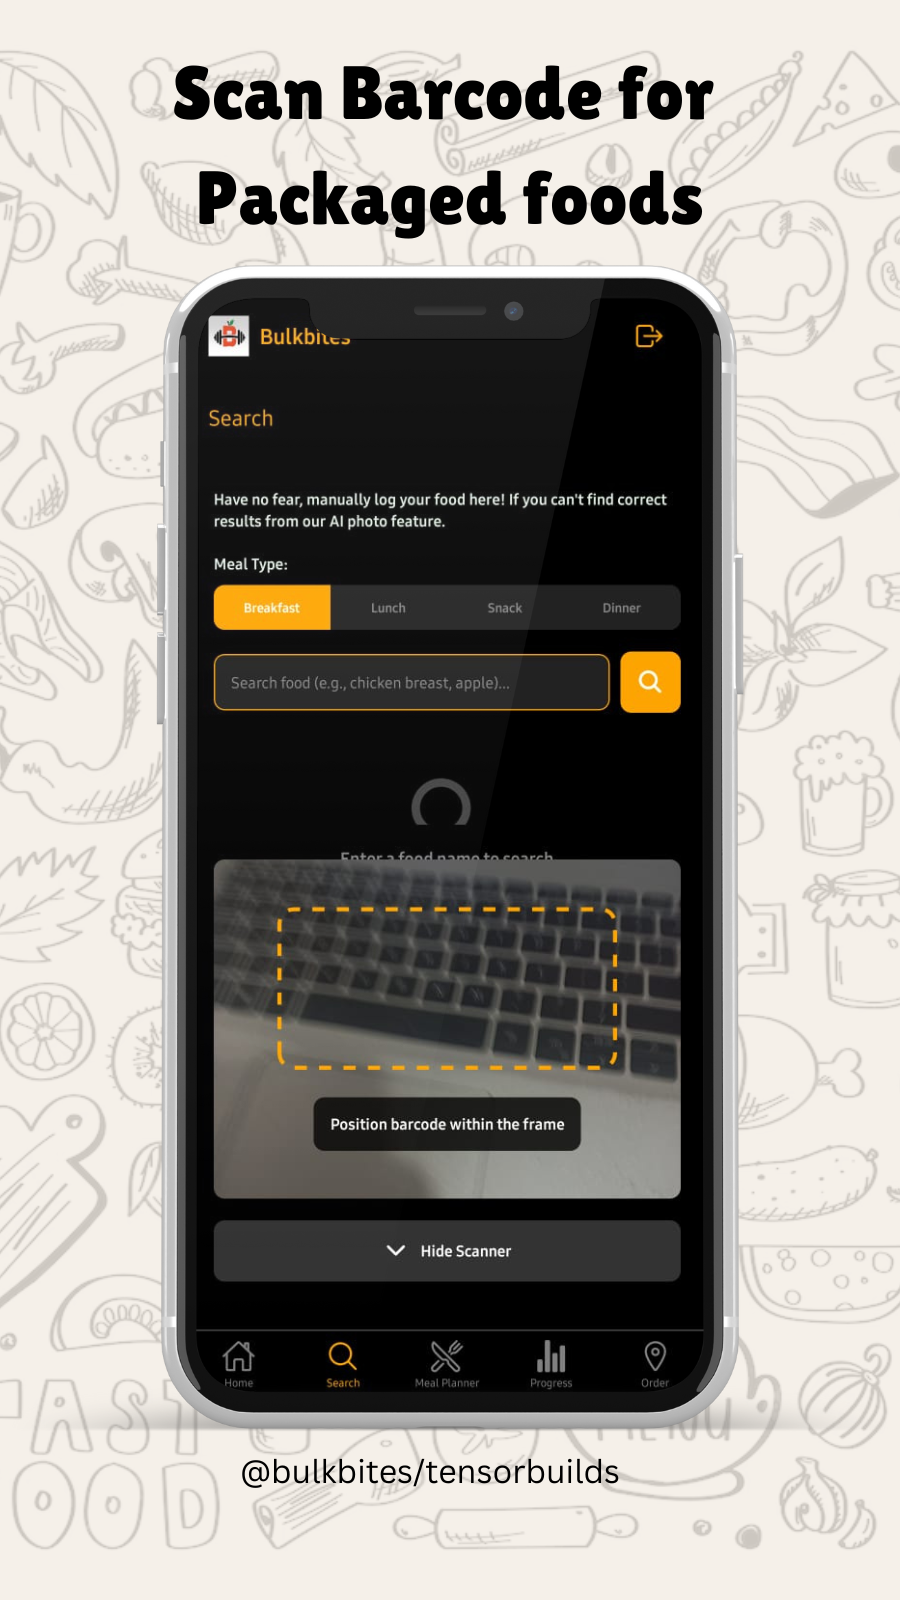 Scan Barcode for
Packaged foods
Bulkbites
Search
Have no fear, manually log your food here! If you can't find correct
results from our AI photo feature.
Meal Type:
Breakfast Lunch Snack Dinner
Search food (e.g., chicken breast, apple)...
Enter a food name to search
Position barcode within the frame
Hide Scanner
Home Search Meal Planner Progress Order
FAST
FOOD
MENU
@bulkbites/tensorbuilds